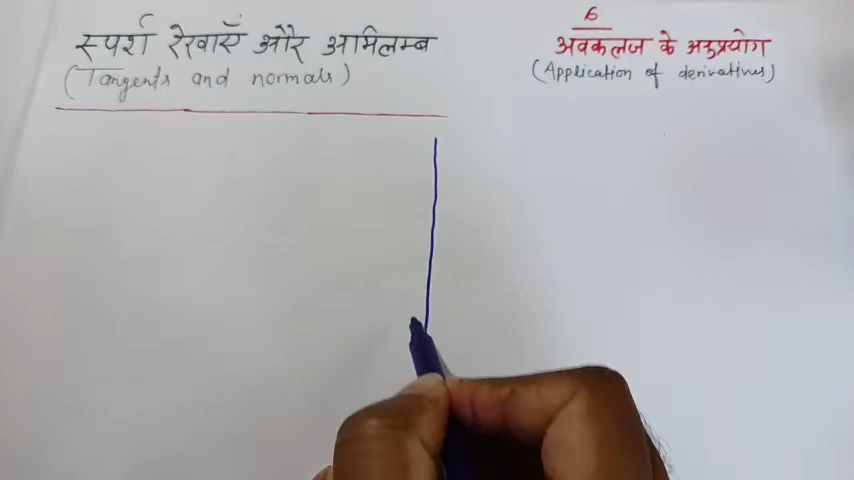 स्पर्श रेखाएँ और अभिलम्ब
(Tangents and normals)
6
अवकलज के अनुप्रयोग
(Application of derivatives)